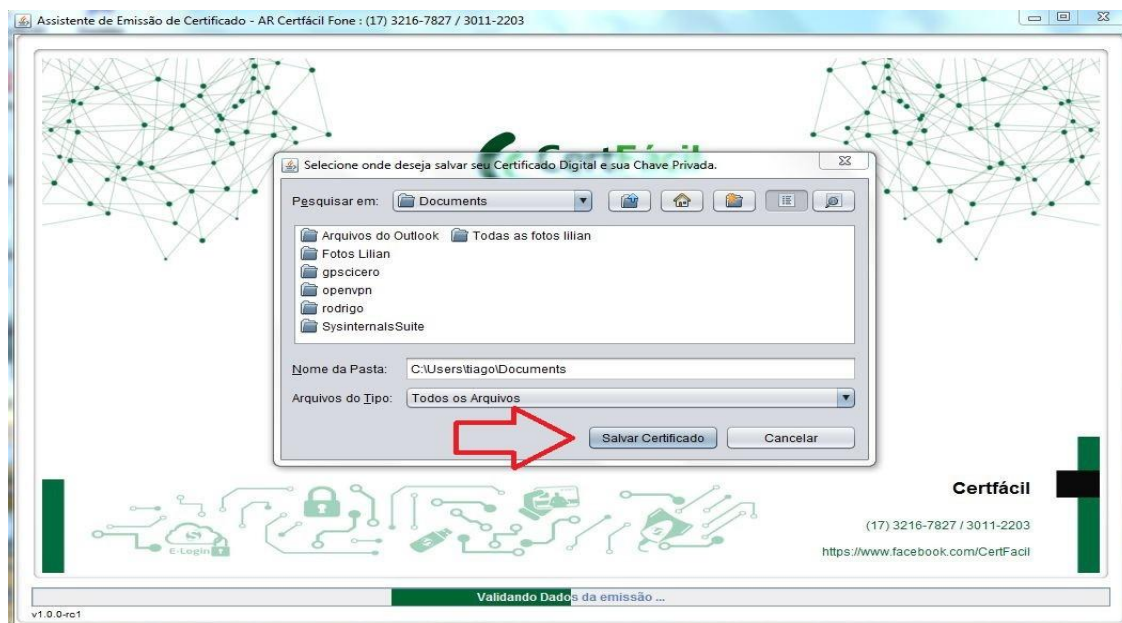 Assistente de Emissão de Certificado - AR Certfácil Fone : (17) 3216-7827 / 3011-2203
CertFácil
Selecione onde deseja salvar seu Certificado Digital e sua Chave Privada.
Pesquisar em: Documents
Arquivos do Outlook Todas as fotos lilian
Fotos Lilian
gpscicero
openvpn
rodrigo
SysinternalsSuite
Nome da Pasta: C:\Users\tiago\Documents
Arquivos do Tipo: Todos os Arquivos
Salvar Certificado Cancelar
Certfácil
(17) 3216-7827 / 3011-2203
E-Login
https://www.facebook.com/CertFacil
Validando Dados da emissão ...
v1.0.0-rc1